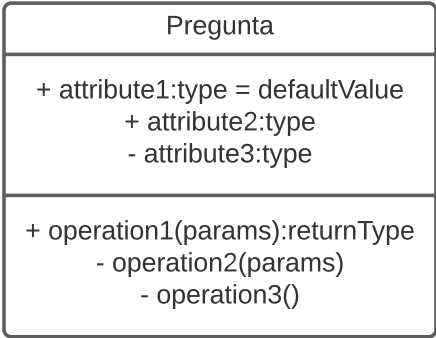 Pregunta
+ attribute1:type = defaultValue
+ attribute2:type
- attribute3:type
+ operation1(params):returnType
- operation2(params)
- operation3()